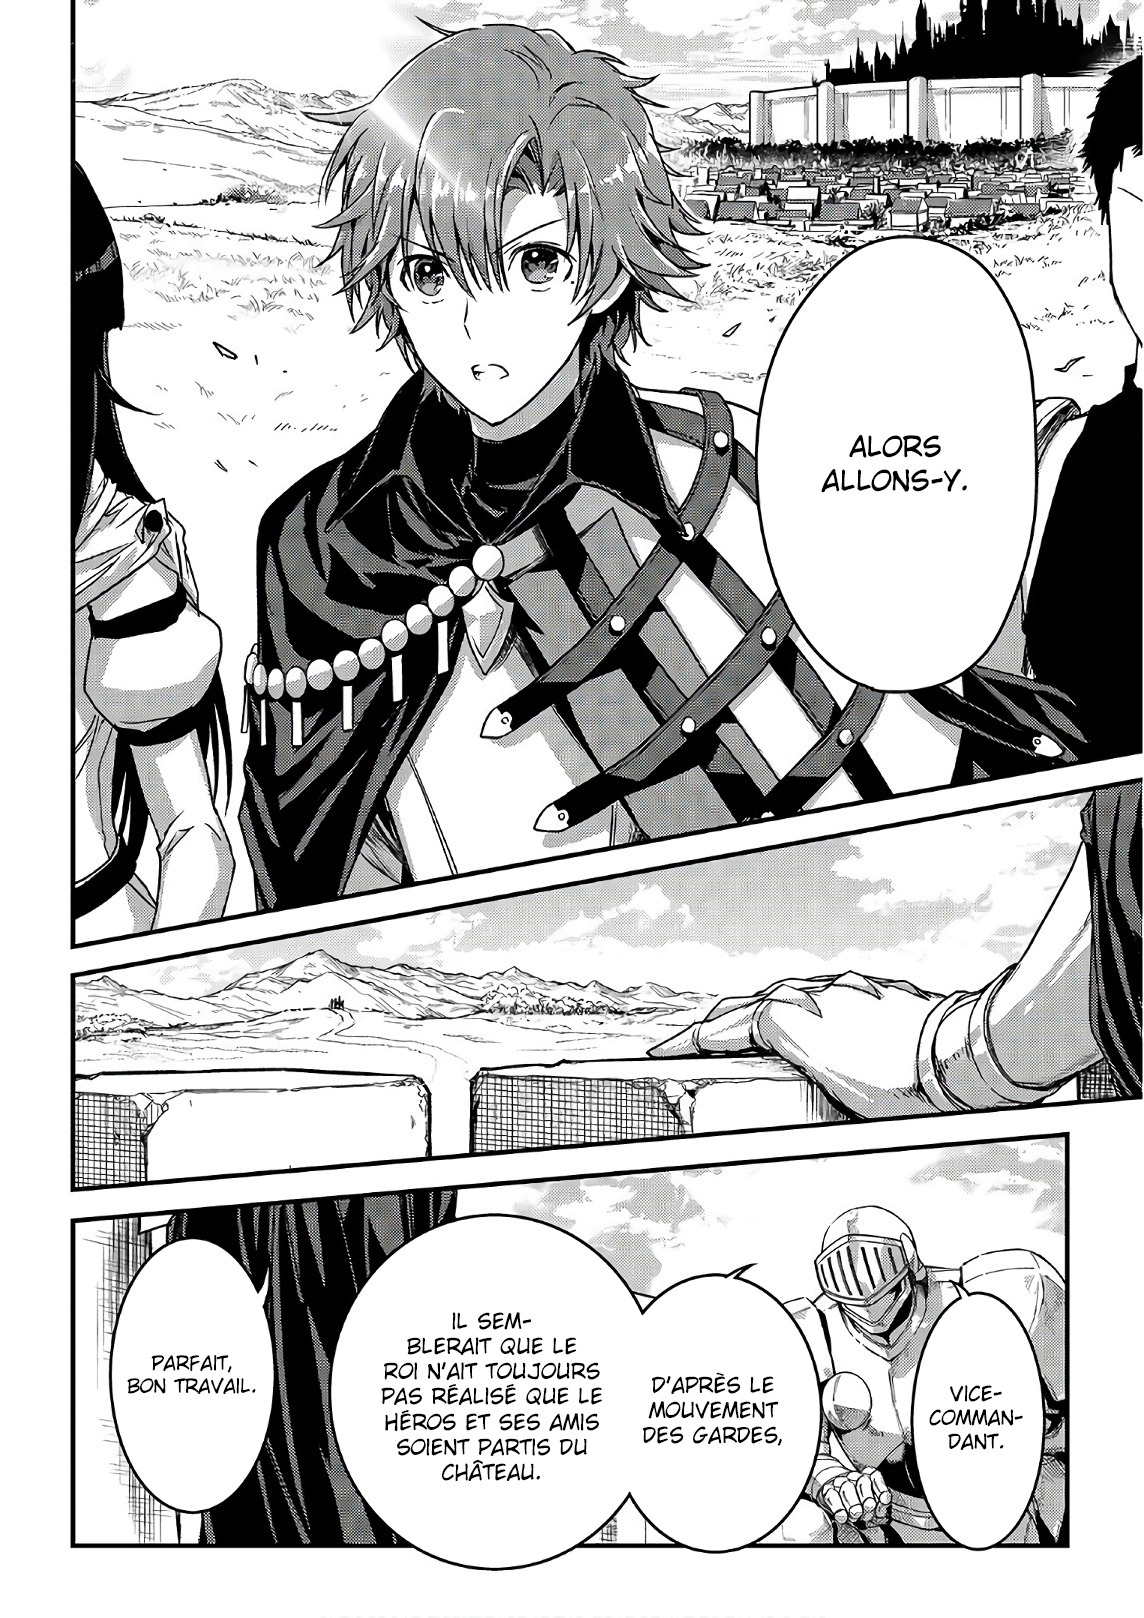 ALORS
ALLONS-Y.
VICE-
COMMAN-
DANT.
D'APRÈS LE
MOUVEMENT
DES GARDES,
IL SEM-
BLERAIT QUE LE
ROI N'AIT TOUJOURS
PAS RÉALISÉ QUE LE
HÉROS ET SES AMIS
SOIENT PARTIS DU
CHÂTEAU.
PARFAIT,
BON TRAVAIL.